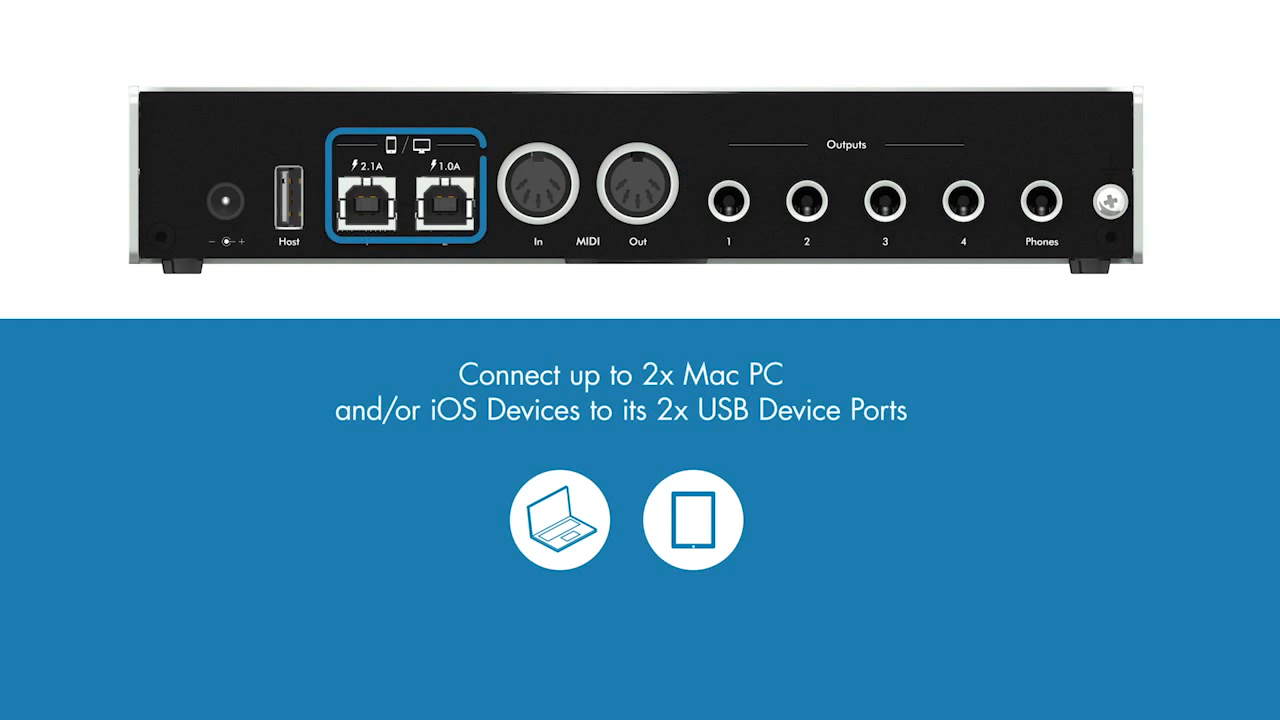 Outputs
2.1A 1.0A
Host In MIDI Out 1 2 3 4 Phones
Connect up to 2x Mac PC
and/or iOS Devices to its 2x USB Device Ports